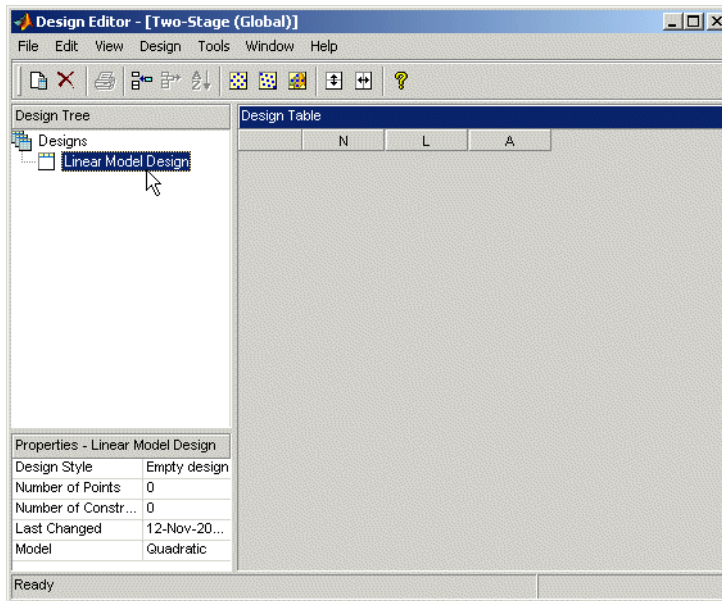 Design Editor - [Two-Stage (Global)]
File Edit View Design Tools Window Help
Design Tree
Designs
Linear Model Design
Design Table
N L A
Properties - Linear Model Design
Design Style Empty design
Number of Points 0
Number of Constr... 0
Last Changed 12-Nov-20...
Model Quadratic
Ready